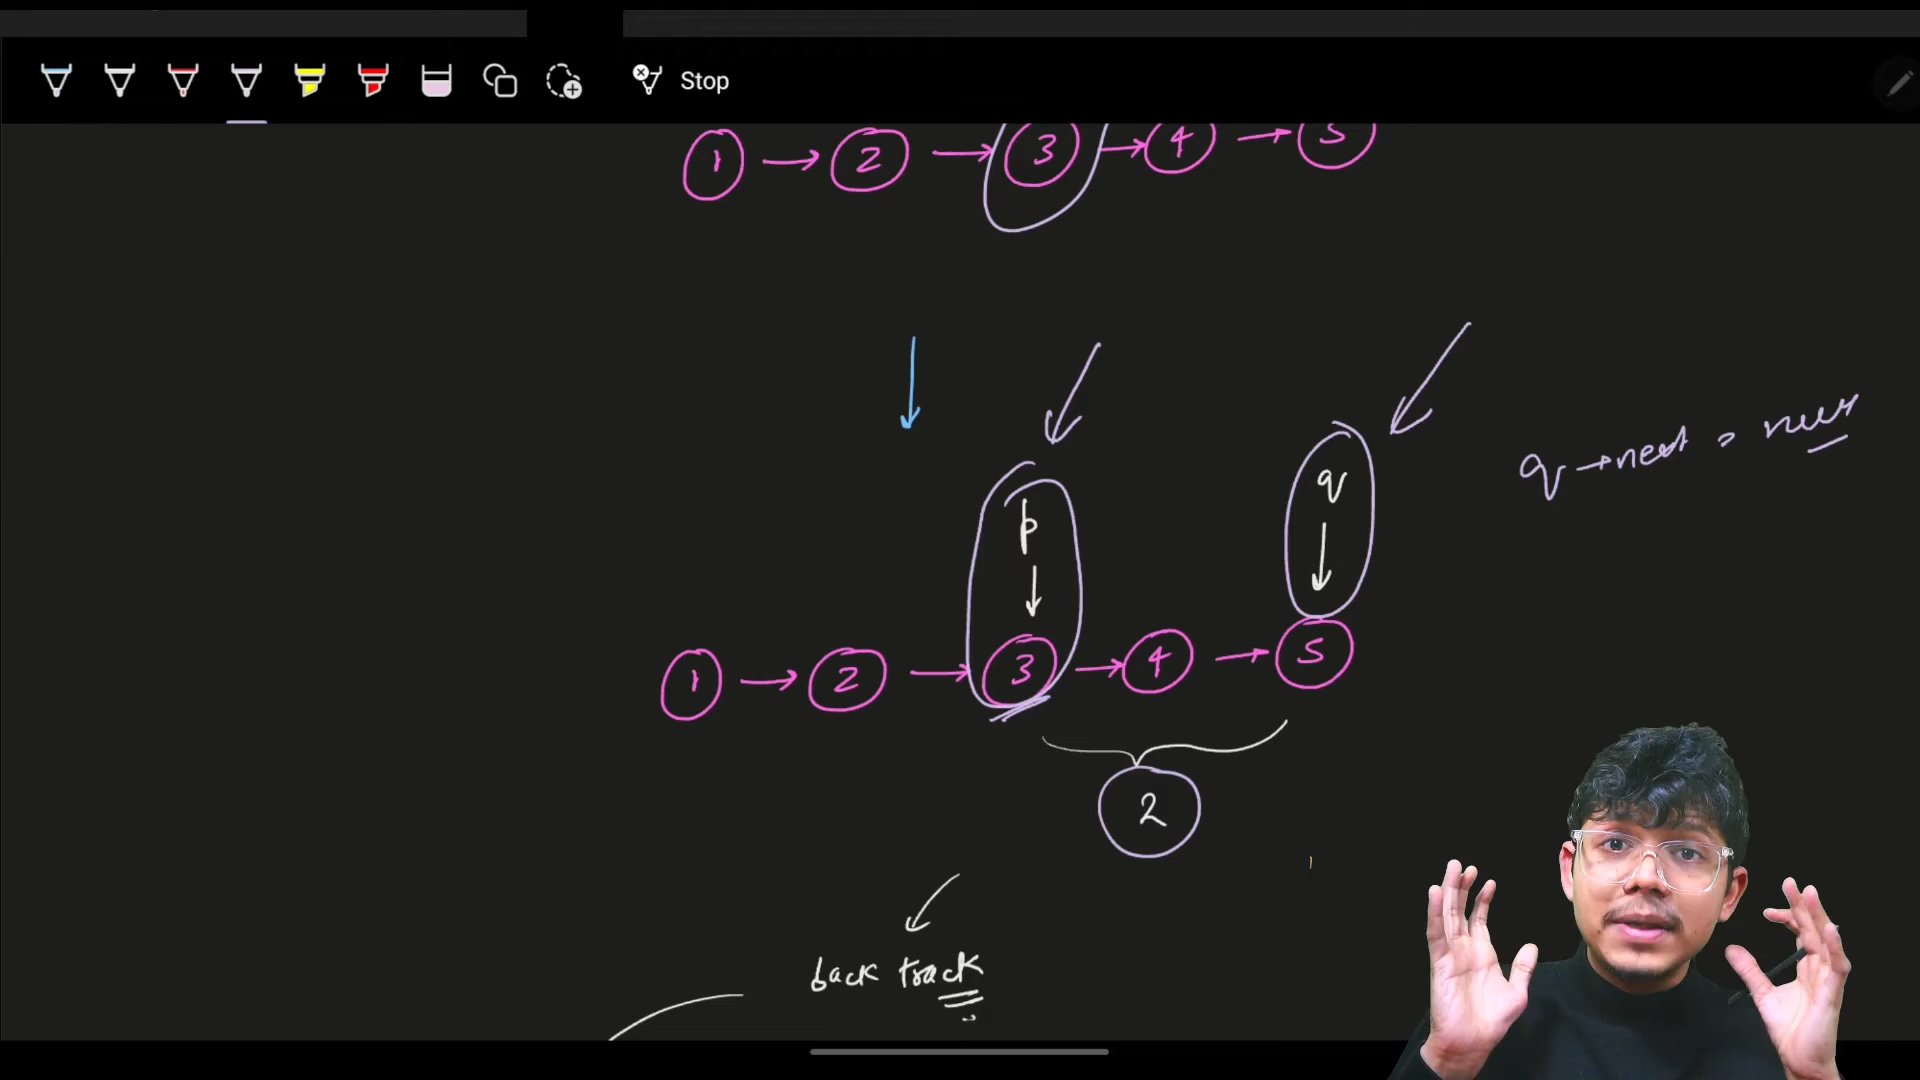 Stop
1 → 2 → 3 → 4 → 5
p
q
q → next = null
1 → 2 → 3 → 4 → 5
2
back track